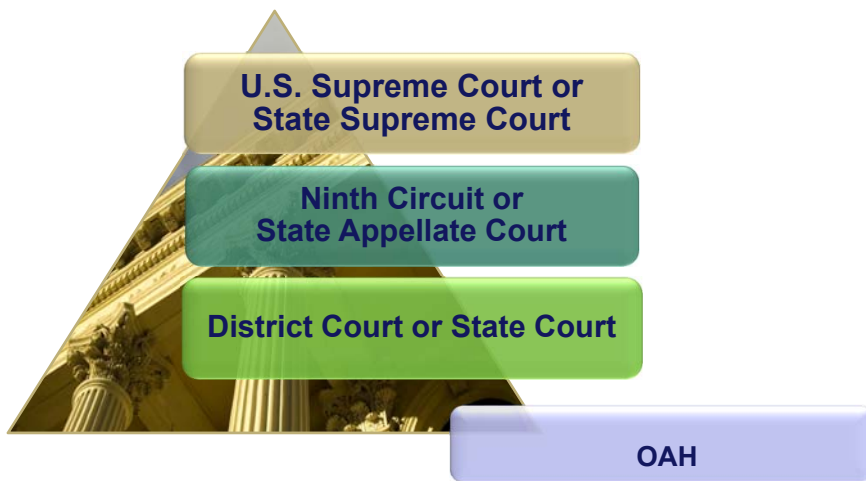 U.S. Supreme Court or
State Supreme Court
Ninth Circuit or
State Appellate Court
District Court or State Court
OAH